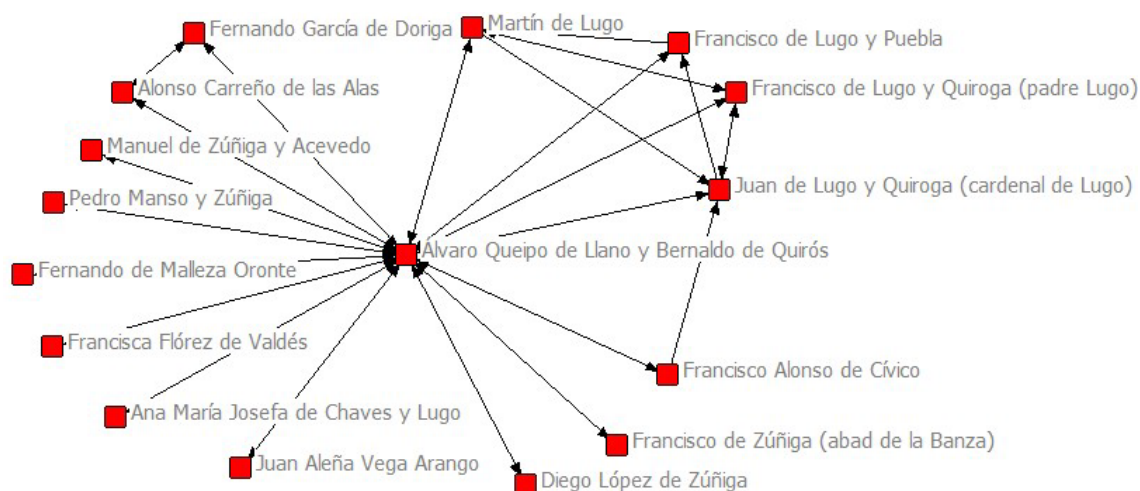 Fernando García de Doriga
Martín de Lugo
Francisco de Lugo y Puebla
Alonso Carreño de las Alas
Francisco de Lugo y Quiroga (padre Lugo)
Manuel de Zúñiga y Acevedo
Pedro Manso y Zúñiga
Juan de Lugo y Quiroga (cardenal de Lugo)
Álvaro Queipo de Llano y Bernaldo de Quirós
Fernando de Malleza Oronte
Francisca Flórez de Valdés
Francisco Alonso de Cívico
Ana María Josefa de Chaves y Lugo
Francisco de Zúñiga (abad de la Banza)
Juan Aleña Vega Arango
Diego López de Zúñiga